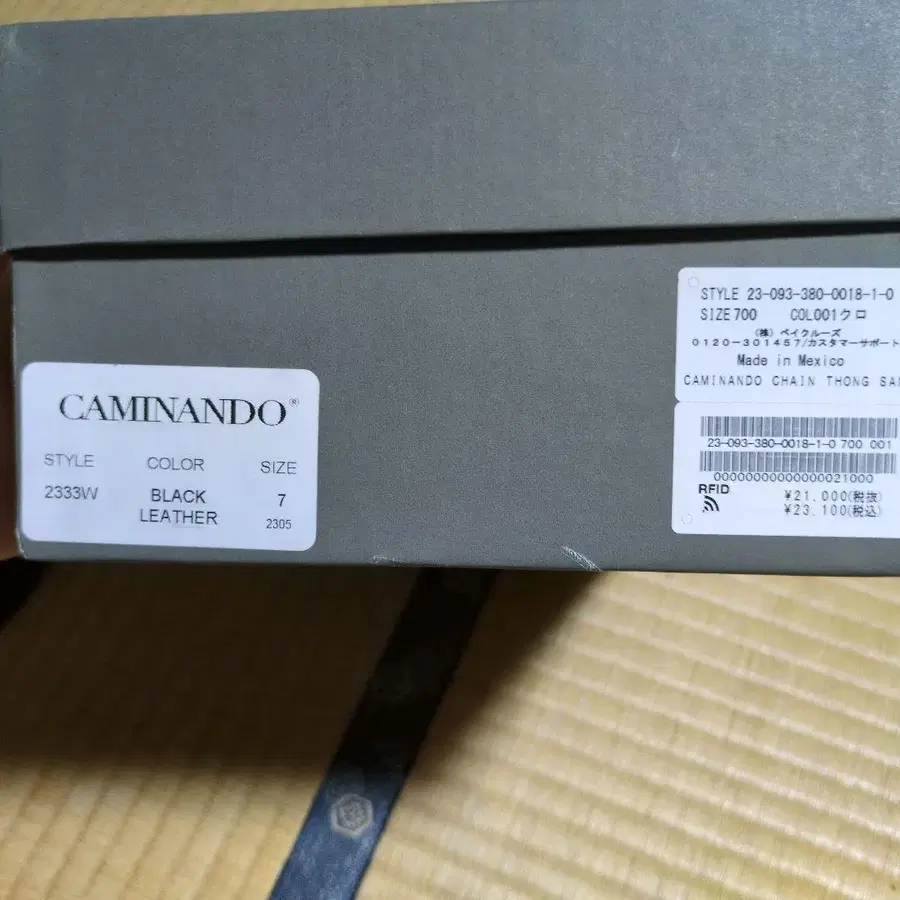 CAMINANDO®
STYLE COLOR SIZE
2333W BLACK LEATHER 7
2305
STYLE 23-093-380-0018-1-0
SIZE 700 COL001クロ
(株) ベイクルーズ
0120-301457/カスタマーサポート
Made in Mexico
CAMINANDO CHAIN THONG SAN
23-093-380-0018-1-0 700 001
00000000000000021000
RFID
¥21,000(税抜)
¥23,100(税込)